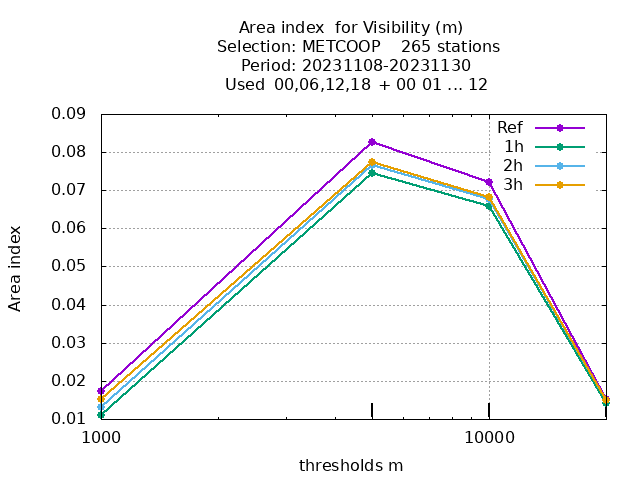 Area index  for Visibility (m)
Selection: METCOOP    265 stations
Period: 20231108-20231130
Used  00,06,12,18  + 00 01 ... 12
0.09
0.08
0.07
0.06
0.05
0.04
0.03
0.02
0.01
Area index
Ref
1h
2h
3h
1000
10000
thresholds m